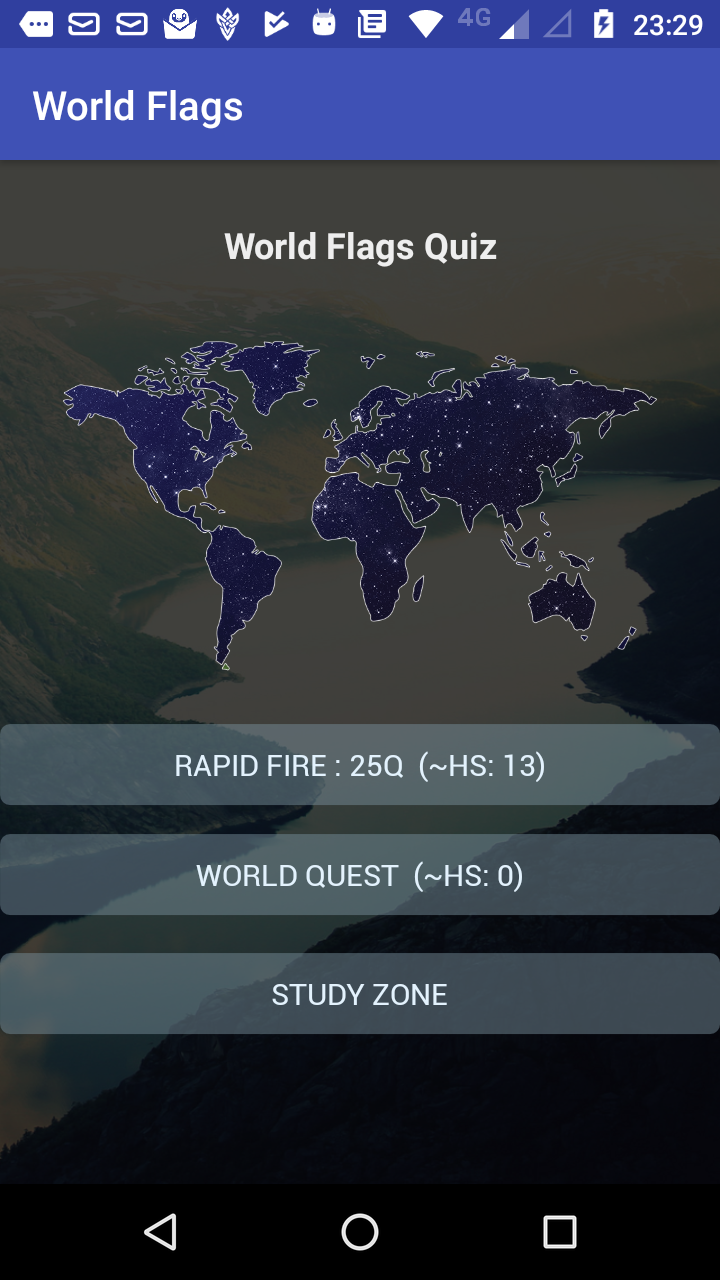 4G 23:29
World Flags
World Flags Quiz
RAPID FIRE : 25Q (~HS: 13)
WORLD QUEST (~HS: 0)
STUDY ZONE